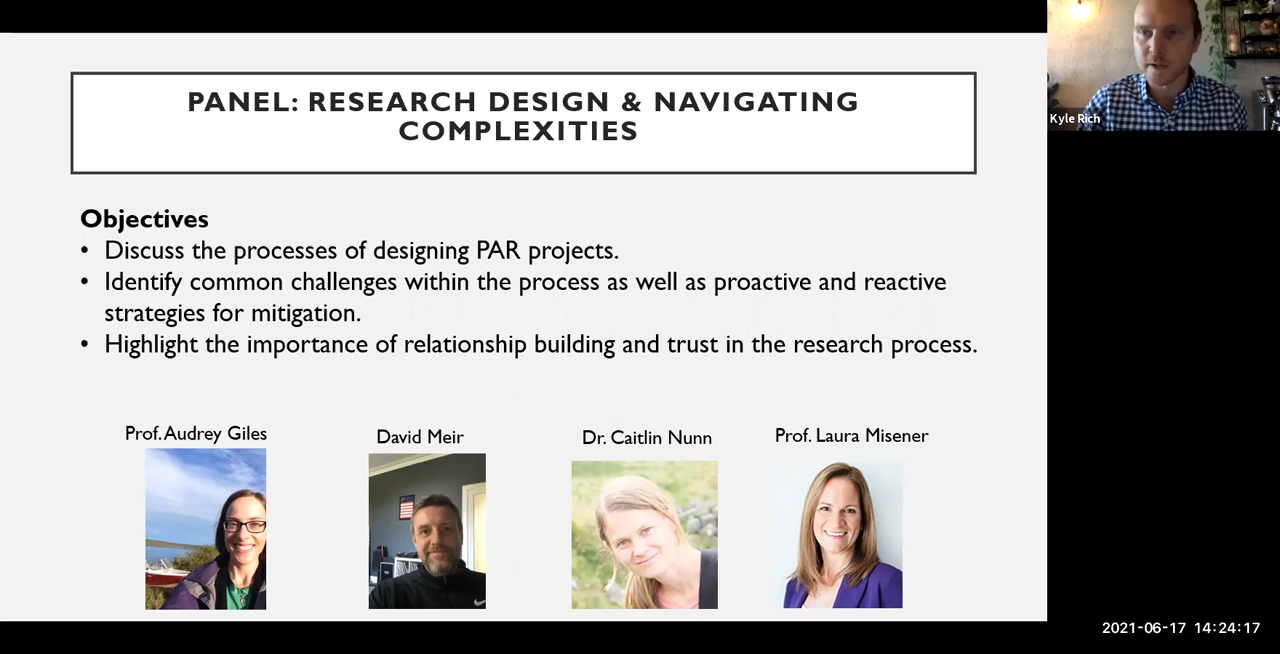 PANEL: RESEARCH DESIGN & NAVIGATING
COMPLEXITIES
Kyle Rich
Objectives
• Discuss the processes of designing PAR projects.
• Identify common challenges within the process as well as proactive and reactive
strategies for mitigation.
• Highlight the importance of relationship building and trust in the research process.
Prof. Audrey Giles
David Meir
Dr. Caitlin Nunn
Prof. Laura Misener
2021-06-17 14:24:17